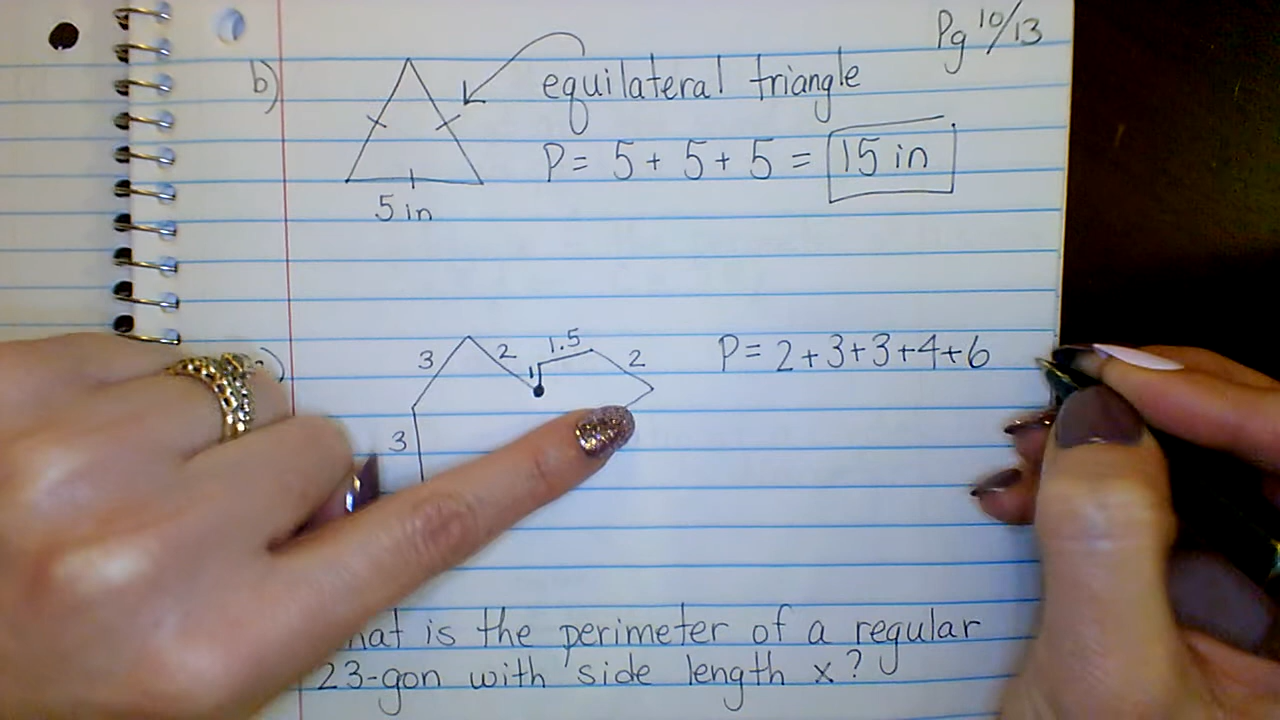 Pg 10/13
b)
equilateral triangle
P = 5 + 5 + 5 = 15 in
5 in
)
3 2 1 1.5 2
3
P = 2+3+3+4+6
is the perimeter of a regular
23-gon with side length x?